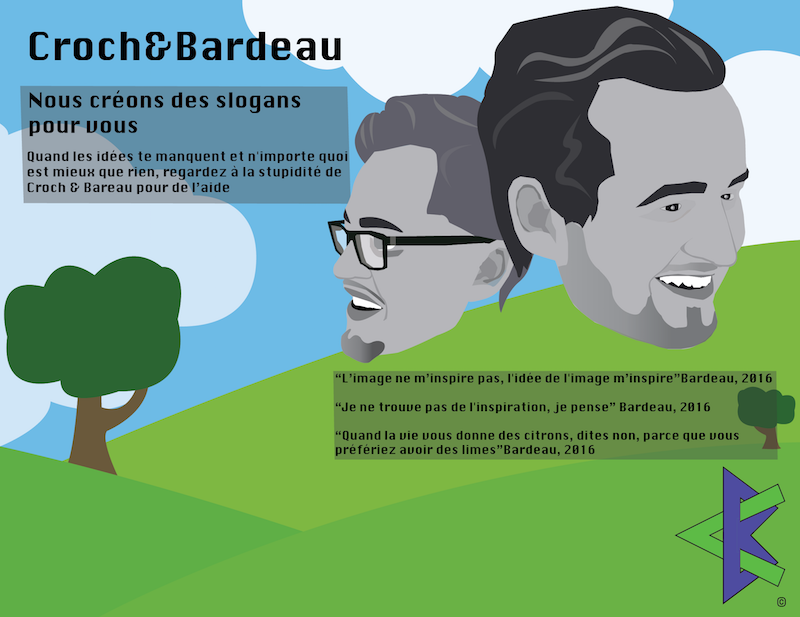 Croch&Bardeau
Nous créons des slogans
pour vous
Quand les idées te manquent et n'importe quoi
est mieux que rien, regardez à la stupidité de
Croch & Bareau pour de l'aide
“L'image ne m'inspire pas, l'idée de l'image m'inspire”Bardeau, 2016
“Je ne trouve pas de l'inspiration, je pense” Bardeau, 2016
“Quand la vie vous donne des citrons, dites non, parce que vous
préfériez avoir des limes”Bardeau, 2016
©